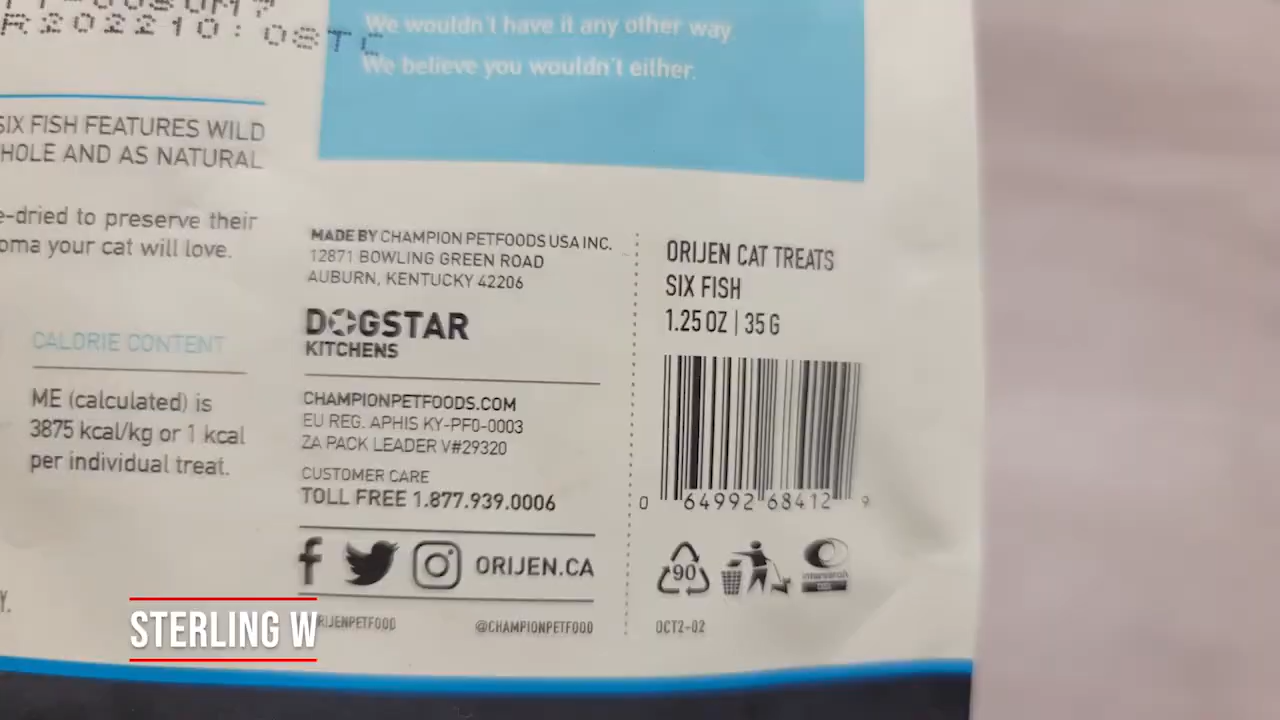 R202210:08TC
We wouldn't have it any other way.
We believe you wouldn't either.
SIX FISH FEATURES WILD
HOLE AND AS NATURAL
e-dried to preserve their
oma your cat will love.
CALORIE CONTENT
ME (calculated) is
3875 kcal/kg or 1 kcal
per individual treat.
MADE BY CHAMPION PETFOODS USA INC.
12871 BOWLING GREEN ROAD
AUBURN, KENTUCKY 42206
DOGSTAR
KITCHENS
CHAMPIONPETFOODS.COM
EU REG. APHIS KY-PF0-0003
ZA PACK LEADER V#29320
CUSTOMER CARE
TOLL FREE 1.877.939.0006
ORIJEN.CA
RIJENPETFOOD
@CHAMPIONPETFOOD
ORIJEN CAT TREATS
SIX FISH
1.25 OZ | 35 G
0 64992 68412 9
90
interseroh
OCT2-02
Y.
STERLING W